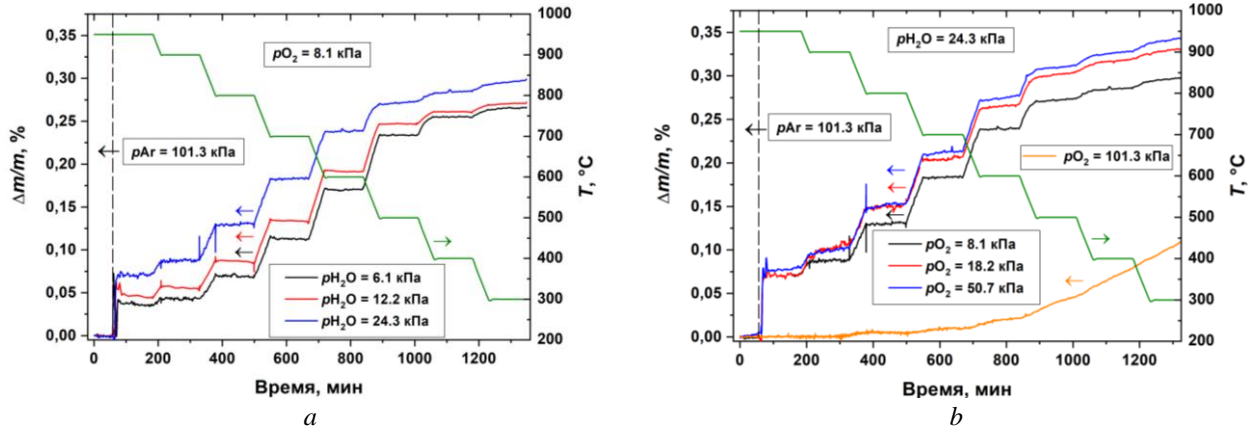 0,35
0,30
0,25
0,20
0,15
0,10
0,05
0,00
Δm/m, %
pO₂ = 8.1 кПа
pAr = 101.3 кПа
pH₂O = 6.1 кПа
pH₂O = 12.2 кПа
pH₂O = 24.3 кПа
1000
900
800
700
600
500
400
300
200
T, °C
0 200 400 600 800 1000 1200
Время, мин
a
0,35
0,30
0,25
0,20
0,15
0,10
0,05
0,00
Δm/m, %
pH₂O = 24.3 кПа
pAr = 101.3 кПа
pO₂ = 101.3 кПа
pO₂ = 8.1 кПа
pO₂ = 18.2 кПа
pO₂ = 50.7 кПа
1000
900
800
700
600
500
400
300
200
T, °C
0 200 400 600 800 1000 1200
Время, мин
b